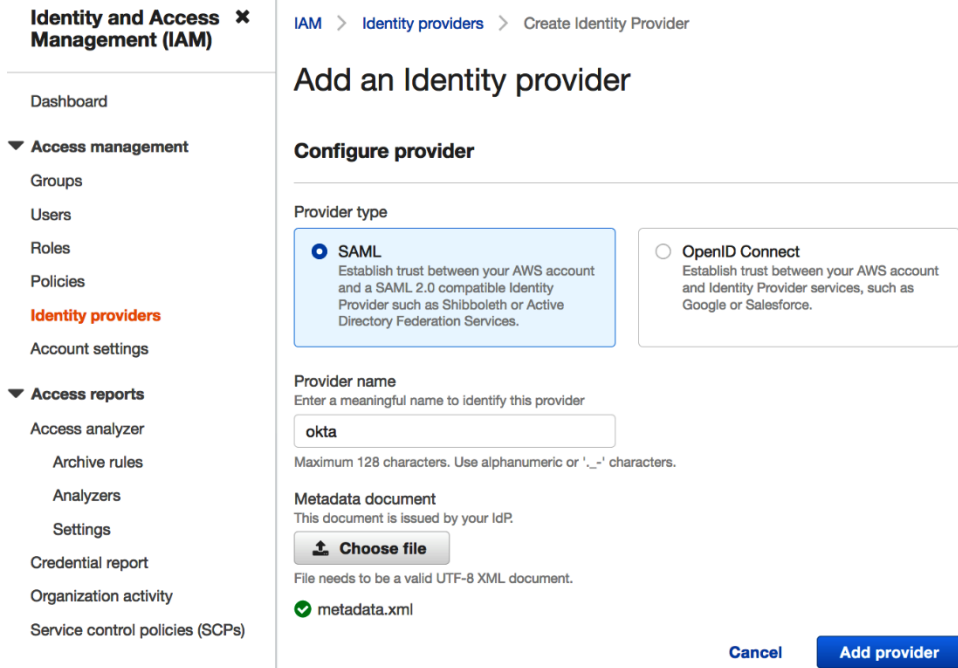 Identity and Access
Management (IAM)
Dashboard
Access management
Groups
Users
Roles
Policies
Identity providers
Account settings
Access reports
Access analyzer
Archive rules
Analyzers
Settings
Credential report
Organization activity
Service control policies (SCPs)
IAM > Identity providers > Create Identity Provider
Add an Identity provider
Configure provider
Provider type
SAML
Establish trust between your AWS account
and a SAML 2.0 compatible Identity
Provider such as Shibboleth or Active
Directory Federation Services.
OpenID Connect
Establish trust between your AWS account
and Identity Provider services, such as
Google or Salesforce.
Provider name
Enter a meaningful name to identify this provider
okta
Maximum 128 characters. Use alphanumeric or '._-' characters.
Metadata document
This document is issued by your IdP.
Choose file
File needs to be a valid UTF-8 XML document.
metadata.xml
Cancel
Add provider